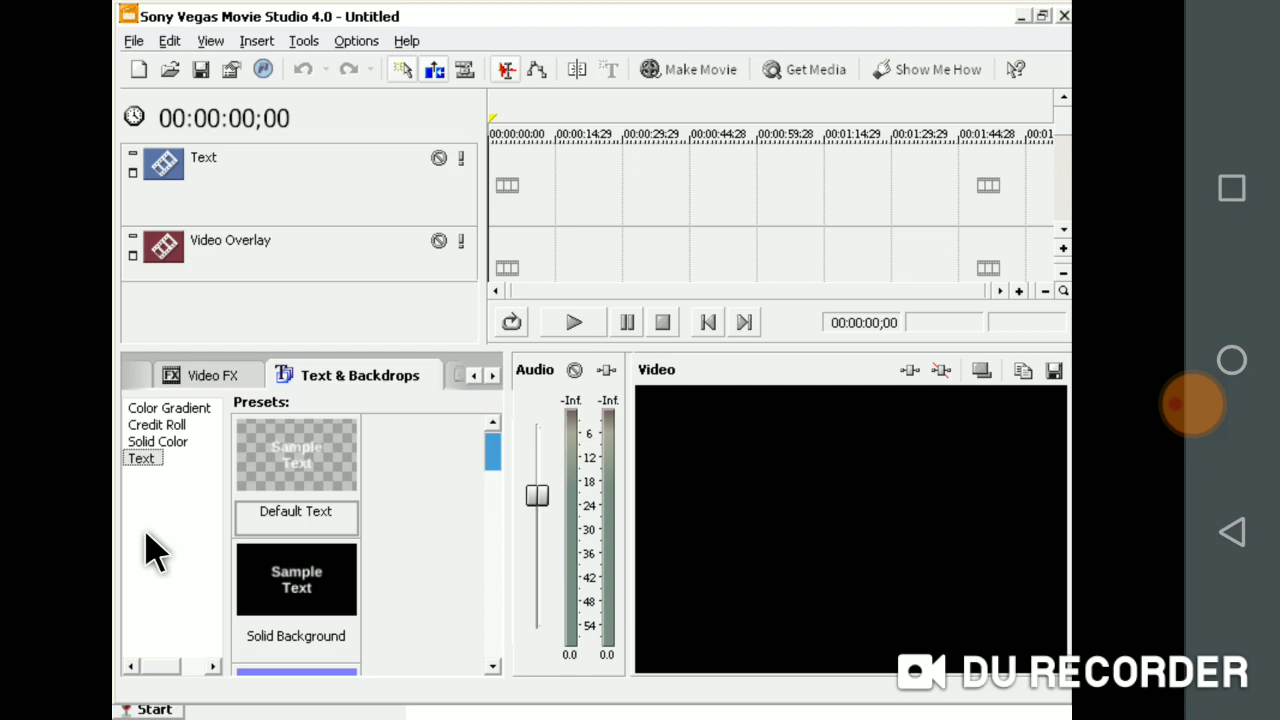 Sony Vegas Movie Studio 4.0 - Untitled
File Edit View Insert Tools Options Help
Make Movie Get Media Show Me How
00:00:00;00
00:00:00:00 00:00:14:29 00:00:29:29 00:00:44:28 00:00:59:28 00:01:14:29 00:01:29:29 00:01:44:28 00:01
Text
Video Overlay
00:00:00;00
FX Video FX Text & Backdrops
Audio
Video
Color Gradient
Credit Roll
Solid Color
Text
Presets:
Sample
Text
Default Text
Sample
Text
Solid Background
-Inf. -Inf.
6
12
18
24
30
36
42
48
54
0.0 0.0
DU RECORDER
Start